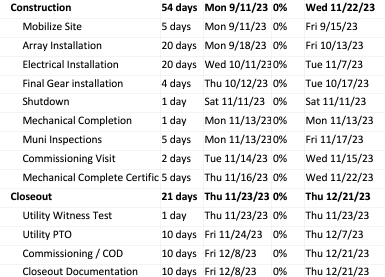 Construction 54 days Mon 9/11/23 0% Wed 11/22/23
Mobilize Site 5 days Mon 9/11/23 0% Fri 9/15/23
Array Installation 20 days Mon 9/18/23 0% Fri 10/13/23
Electrical Installation 20 days Wed 10/11/23 0% Tue 11/7/23
Final Gear installation 4 days Thu 10/12/23 0% Tue 10/17/23
Shutdown 1 day Sat 11/11/23 0% Sat 11/11/23
Mechanical Completion 1 day Mon 11/13/23 0% Mon 11/13/23
Muni Inspections 5 days Mon 11/13/23 0% Fri 11/17/23
Commissioning Visit 2 days Tue 11/14/23 0% Wed 11/15/23
Mechanical Complete Certific 5 days Thu 11/16/23 0% Wed 11/22/23
Closeout 21 days Thu 11/23/23 0% Thu 12/21/23
Utility Witness Test 1 day Thu 11/23/23 0% Thu 11/23/23
Utility PTO 10 days Fri 11/24/23 0% Thu 12/7/23
Commissioning / COD 10 days Fri 12/8/23 0% Thu 12/21/23
Closeout Documentation 10 days Fri 12/8/23 0% Thu 12/21/23